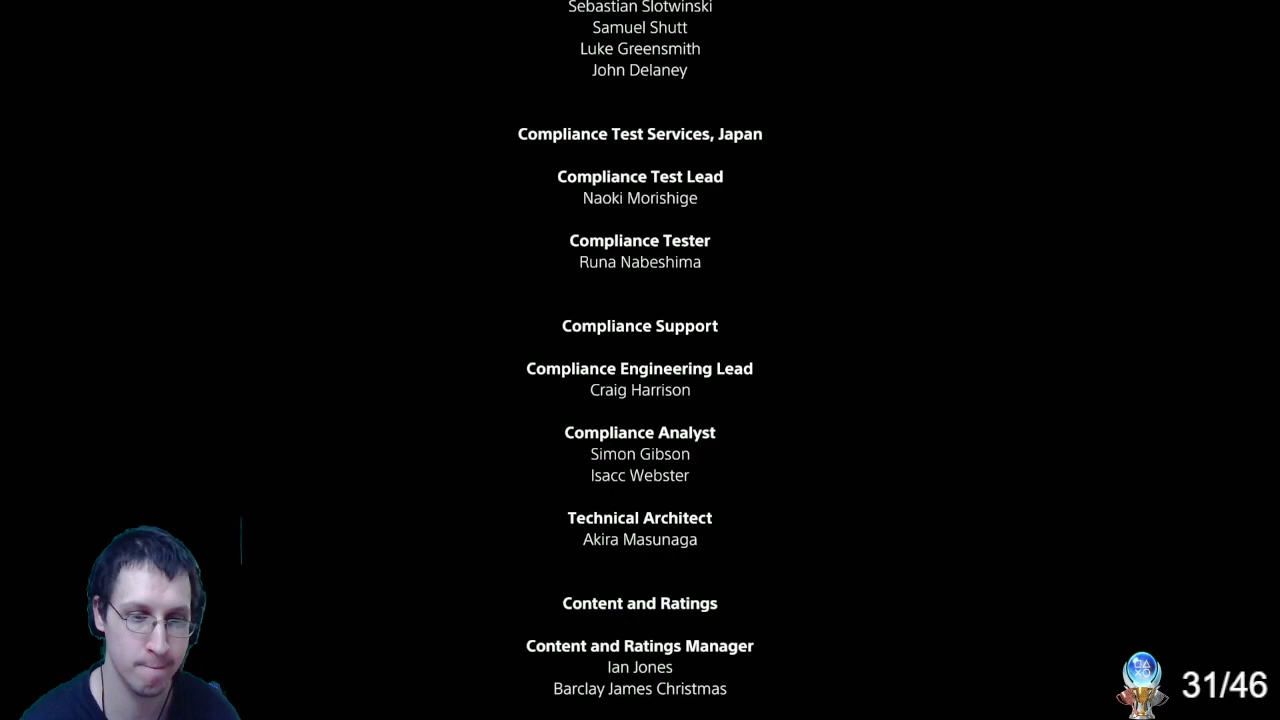 Sebastian Slotwinski
Samuel Shutt
Luke Greensmith
John Delaney
Compliance Test Services, Japan
Compliance Test Lead
Naoki Morishige
Compliance Tester
Runa Nabeshima
Compliance Support
Compliance Engineering Lead
Craig Harrison
Compliance Analyst
Simon Gibson
Isacc Webster
Technical Architect
Akira Masunaga
Content and Ratings
Content and Ratings Manager
Ian Jones
Barclay James Christmas
31/46